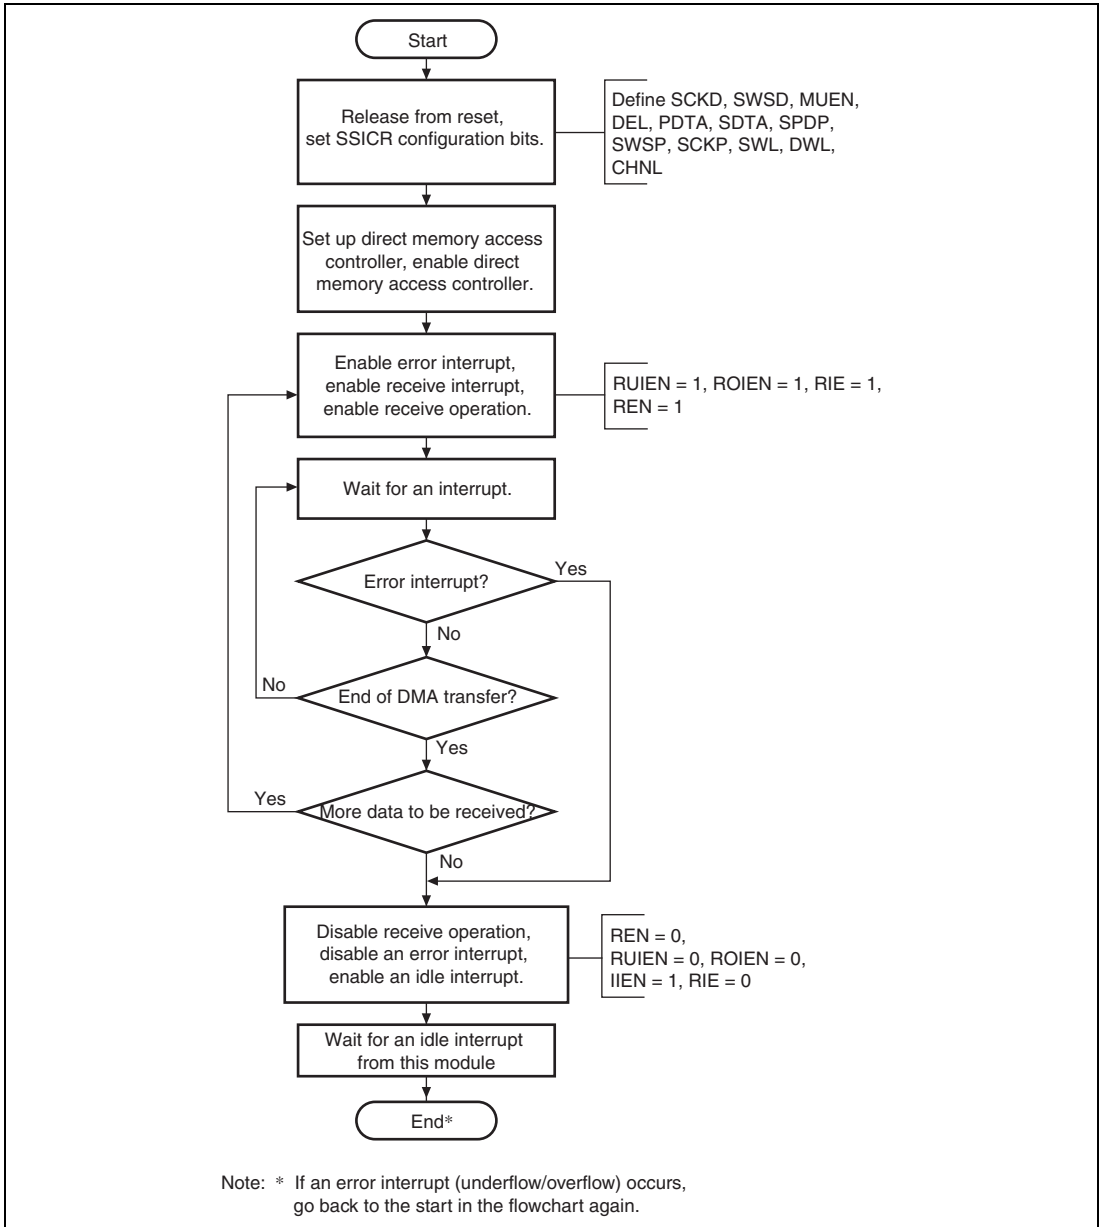 Start
Release from reset,
set SSICR configuration bits.
Define SCKD, SWSD, MUEN,
DEL, PDTA, SDTA, SPDP,
SWSP, SCKP, SWL, DWL,
CHNL
Set up direct memory access
controller, enable direct
memory access controller.
Enable error interrupt,
enable receive interrupt,
enable receive operation.
RUIEN = 1, ROIEN = 1, RIE = 1,
REN = 1
Wait for an interrupt.
Error interrupt?
Yes
No
End of DMA transfer?
No
Yes
More data to be received?
Yes
No
Disable receive operation,
disable an error interrupt,
enable an idle interrupt.
REN = 0,
RUIEN = 0, ROIEN = 0,
IIEN = 1, RIE = 0
Wait for an idle interrupt
from this module
End*
Note: * If an error interrupt (underflow/overflow) occurs,
go back to the start in the flowchart again.